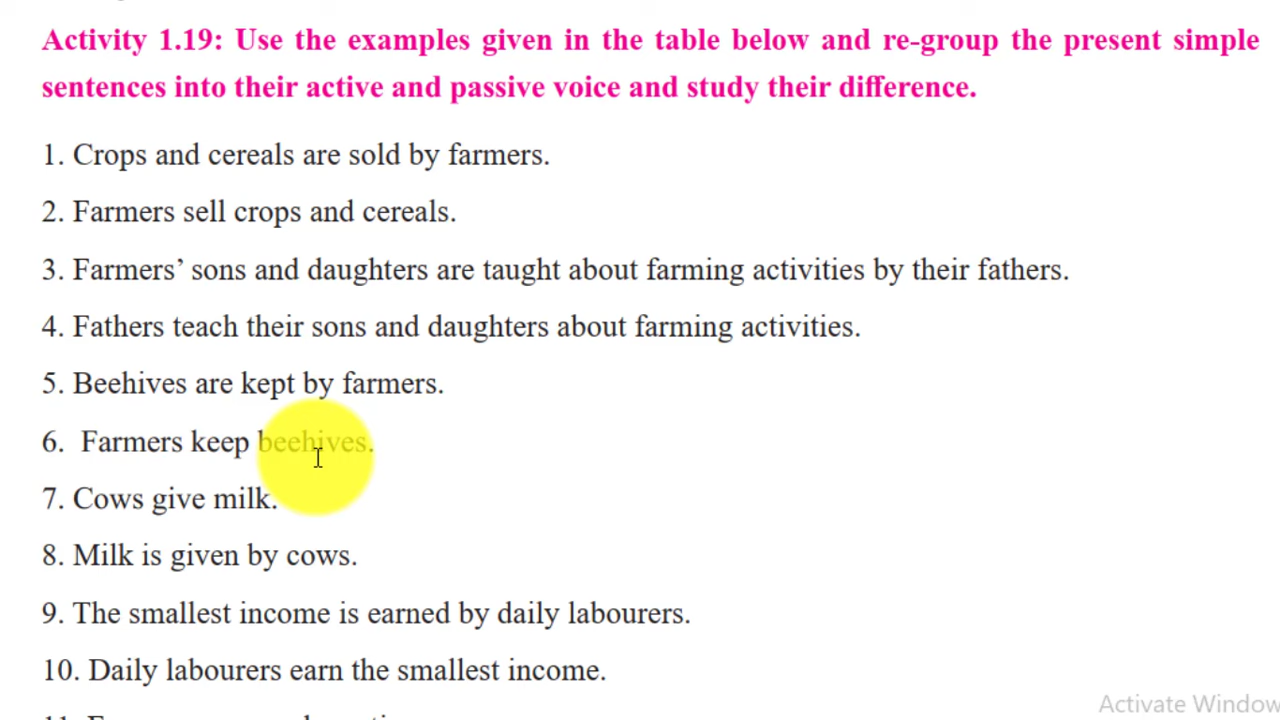 Activity 1.19: Use the examples given in the table below and re-group the present simple
sentences into their active and passive voice and study their difference.
1. Crops and cereals are sold by farmers.
2. Farmers sell crops and cereals.
3. Farmers’ sons and daughters are taught about farming activities by their fathers.
4. Fathers teach their sons and daughters about farming activities.
5. Beehives are kept by farmers.
6. Farmers keep beehives.
7. Cows give milk.
8. Milk is given by cows.
9. The smallest income is earned by daily labourers.
10. Daily labourers earn the smallest income.
Activate Window